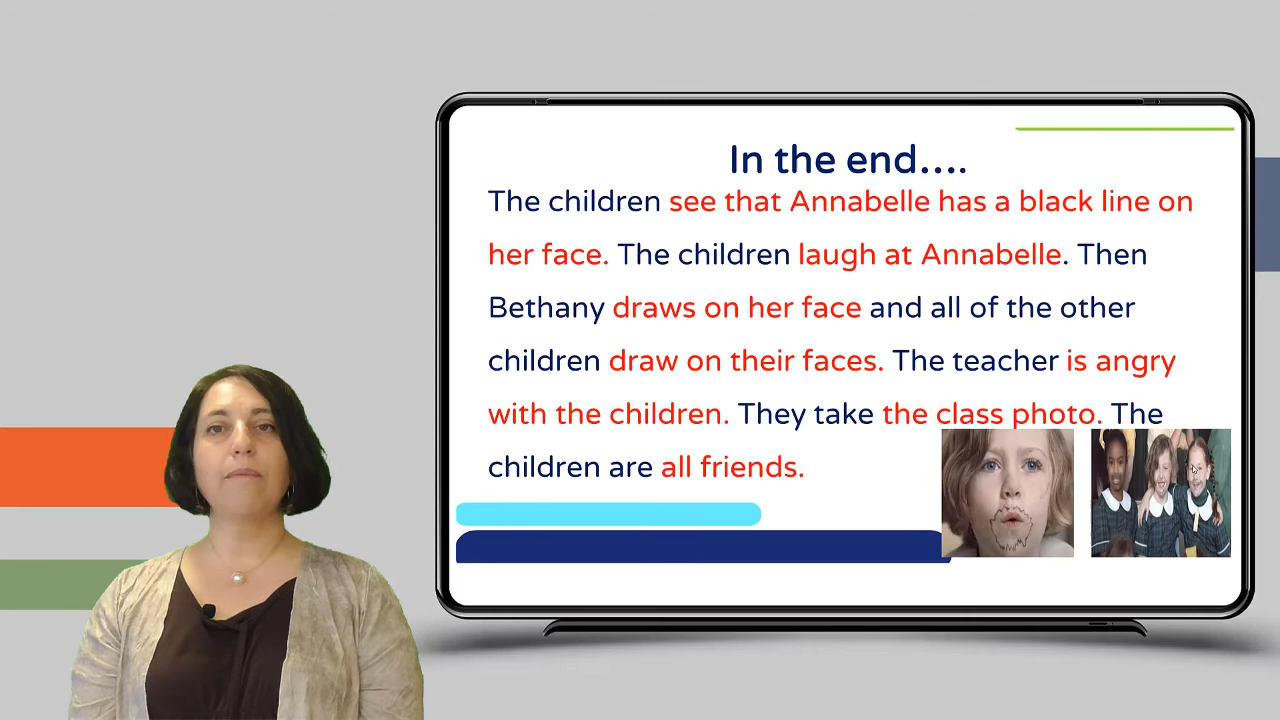 In the end....
The children see that Annabelle has a black line on
her face. The children laugh at Annabelle. Then
Bethany draws on her face and all of the other
children draw on their faces. The teacher is angry
with the children. They take the class photo. The
children are all friends.